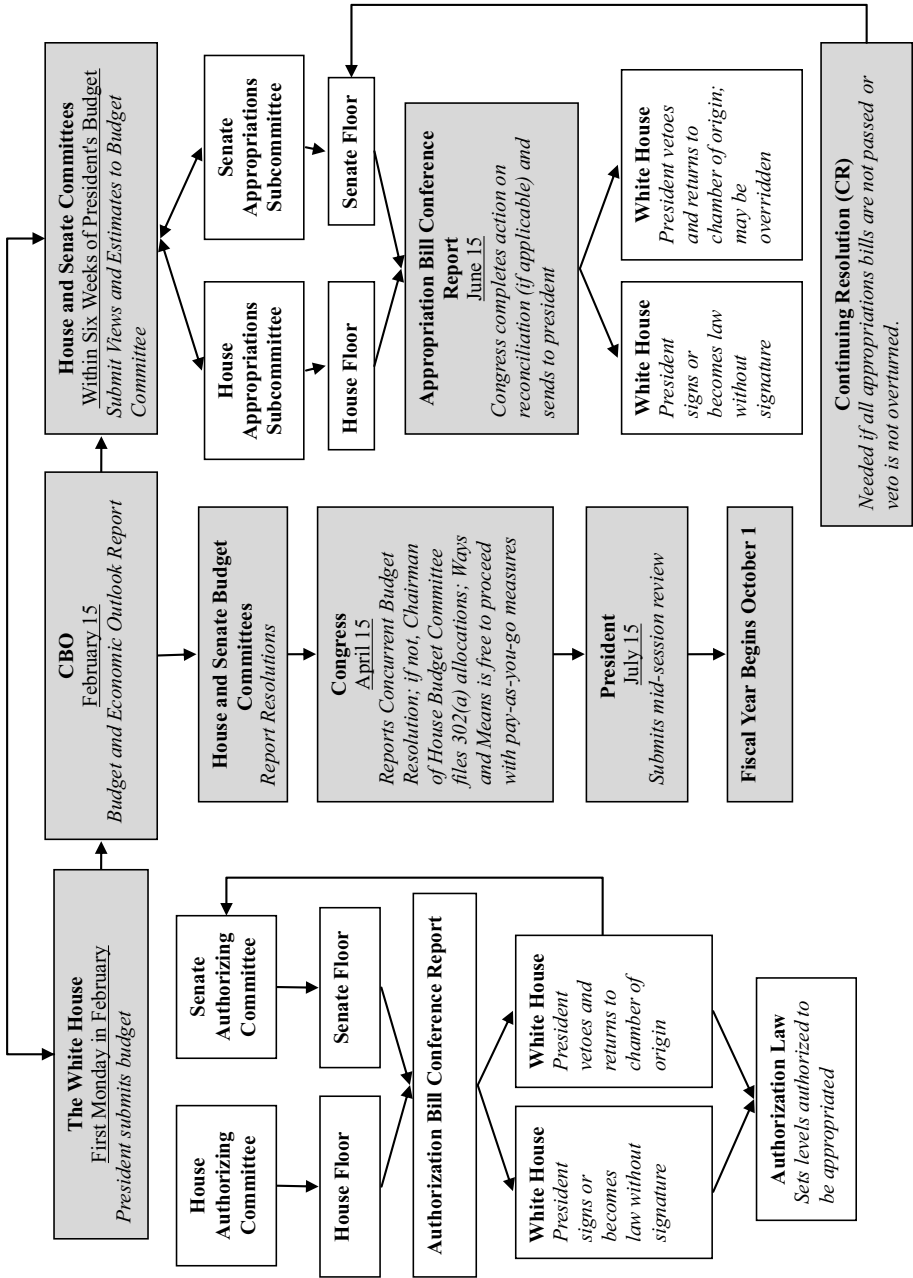 The White House
First Monday in February
President submits budget
CBO
February 15
Budget and Economic Outlook Report
House and Senate Committees
Within Six Weeks of President's Budget
Submit Views and Estimates to Budget
Committee
House
Authorizing
Committee
Senate
Authorizing
Committee
House Floor
Senate Floor
Authorization Bill Conference Report
White House
President
signs or
becomes
law without
signature
White House
President
vetoes and
returns to
chamber of
origin
Authorization Law
Sets levels authorized to
be appropriated
House and Senate Budget
Committees
Report Resolutions
Congress
April 15
Reports Concurrent Budget
Resolution; if not, Chairman
of House Budget Committee
files 302(a) allocations; Ways
and Means is free to proceed
with pay-as-you-go measures
President
July 15
Submits mid-session review
Fiscal Year Begins October 1
House
Appropriations
Subcommittee
Senate
Appropriations
Subcommittee
House Floor
Senate Floor
Appropriation Bill Conference
Report
June 15
Congress completes action on
reconciliation (if applicable) and
sends to president
White House
President
signs or
becomes law
without
signature
White House
President vetoes
and returns to
chamber of origin;
may be
overridden
Continuing Resolution (CR)
Needed if all appropriations bills are not passed or
veto is not overturned.